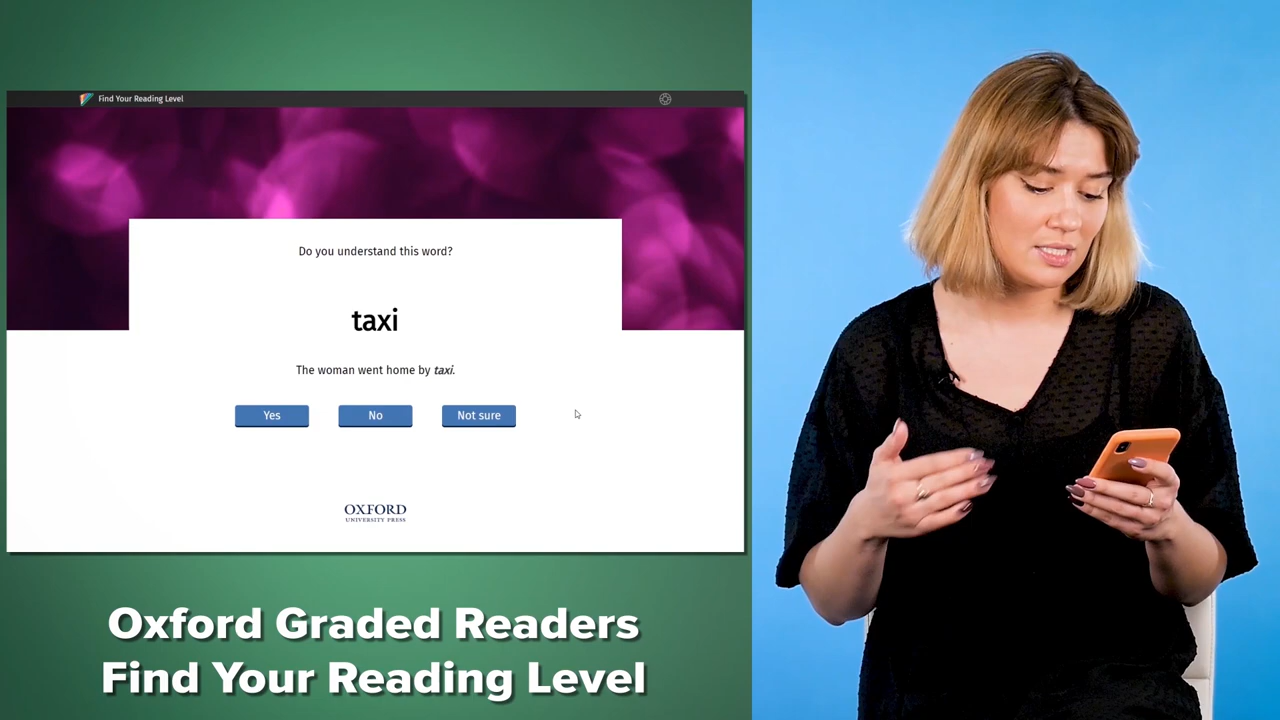 Find Your Reading Level
Do you understand this word?
taxi
The woman went home by taxi.
Yes
No
Not sure
OXFORD
UNIVERSITY PRESS
Oxford Graded Readers
Find Your Reading Level